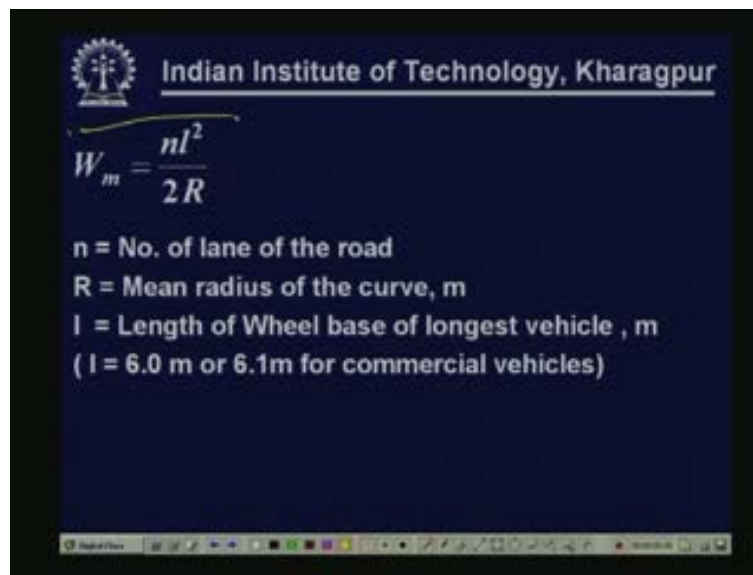 Indian Institute of Technology, Kharagpur
W_m = nl²/2R
n = No. of lane of the road
R = Mean radius of the curve, m
l = Length of Wheel base of longest vehicle , m
( l = 6.0 m or 6.1m for commercial vehicles)